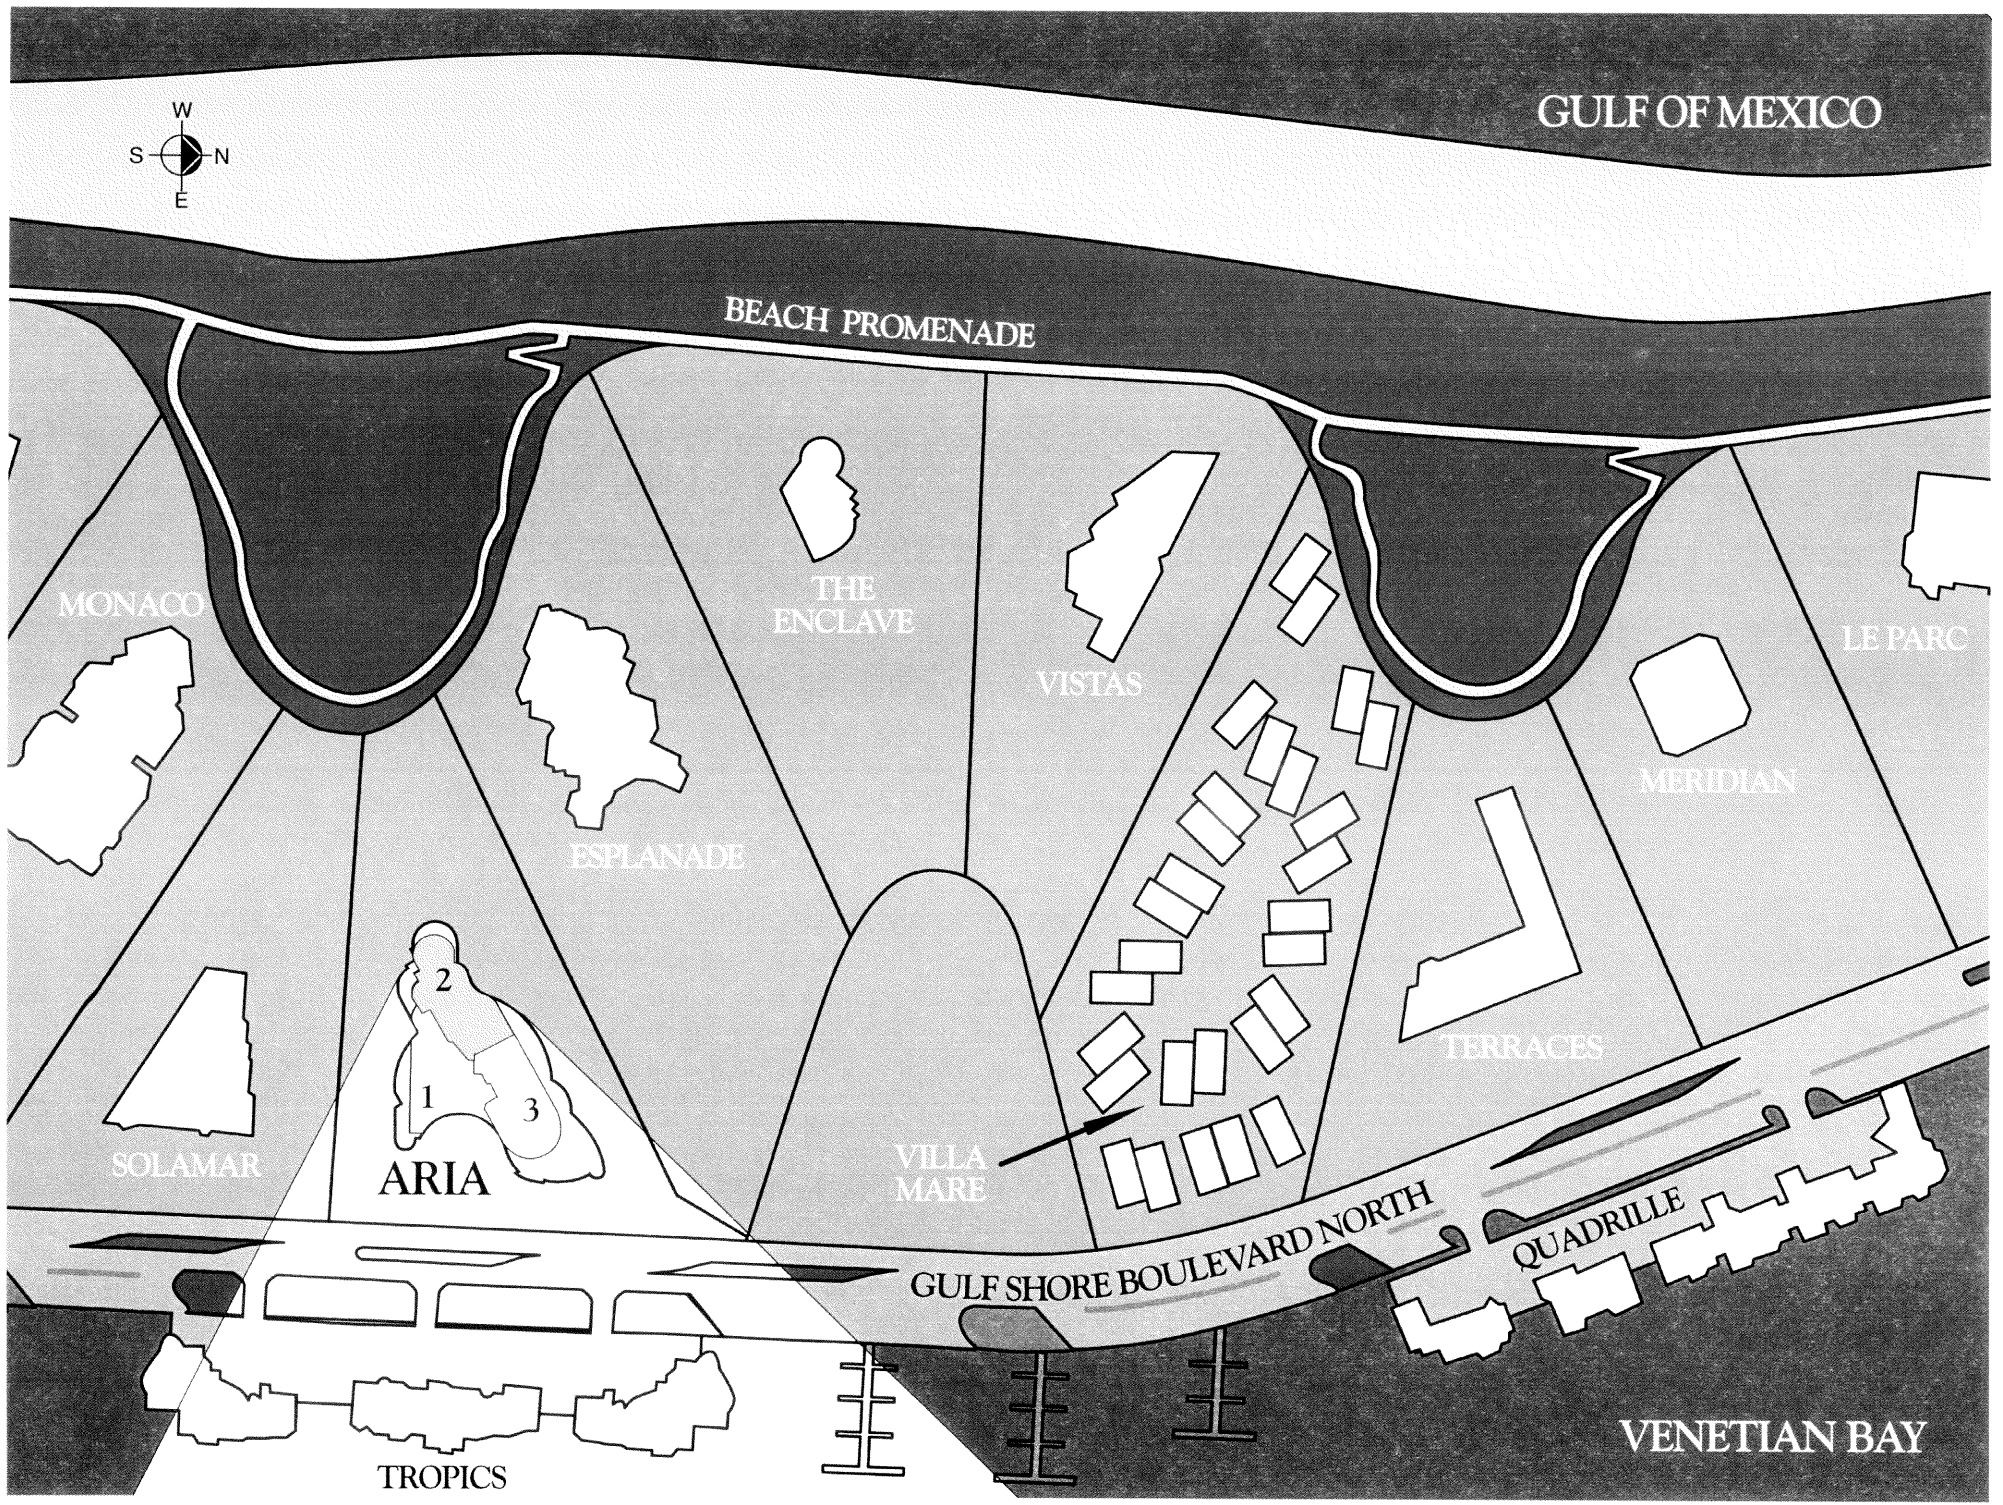 GULF OF MEXICO
W
S N
E
BEACH PROMENADE
MONACO
THE
ENCLAVE
VISTAS
LE PARC
MERIDIAN
ESPLANADE
2
1
3
ARIA
SOLAMAR
TERRACES
VILLA
MARE
GULF SHORE BOULEVARD NORTH
QUADRILLE
TROPICS
VENETIAN BAY